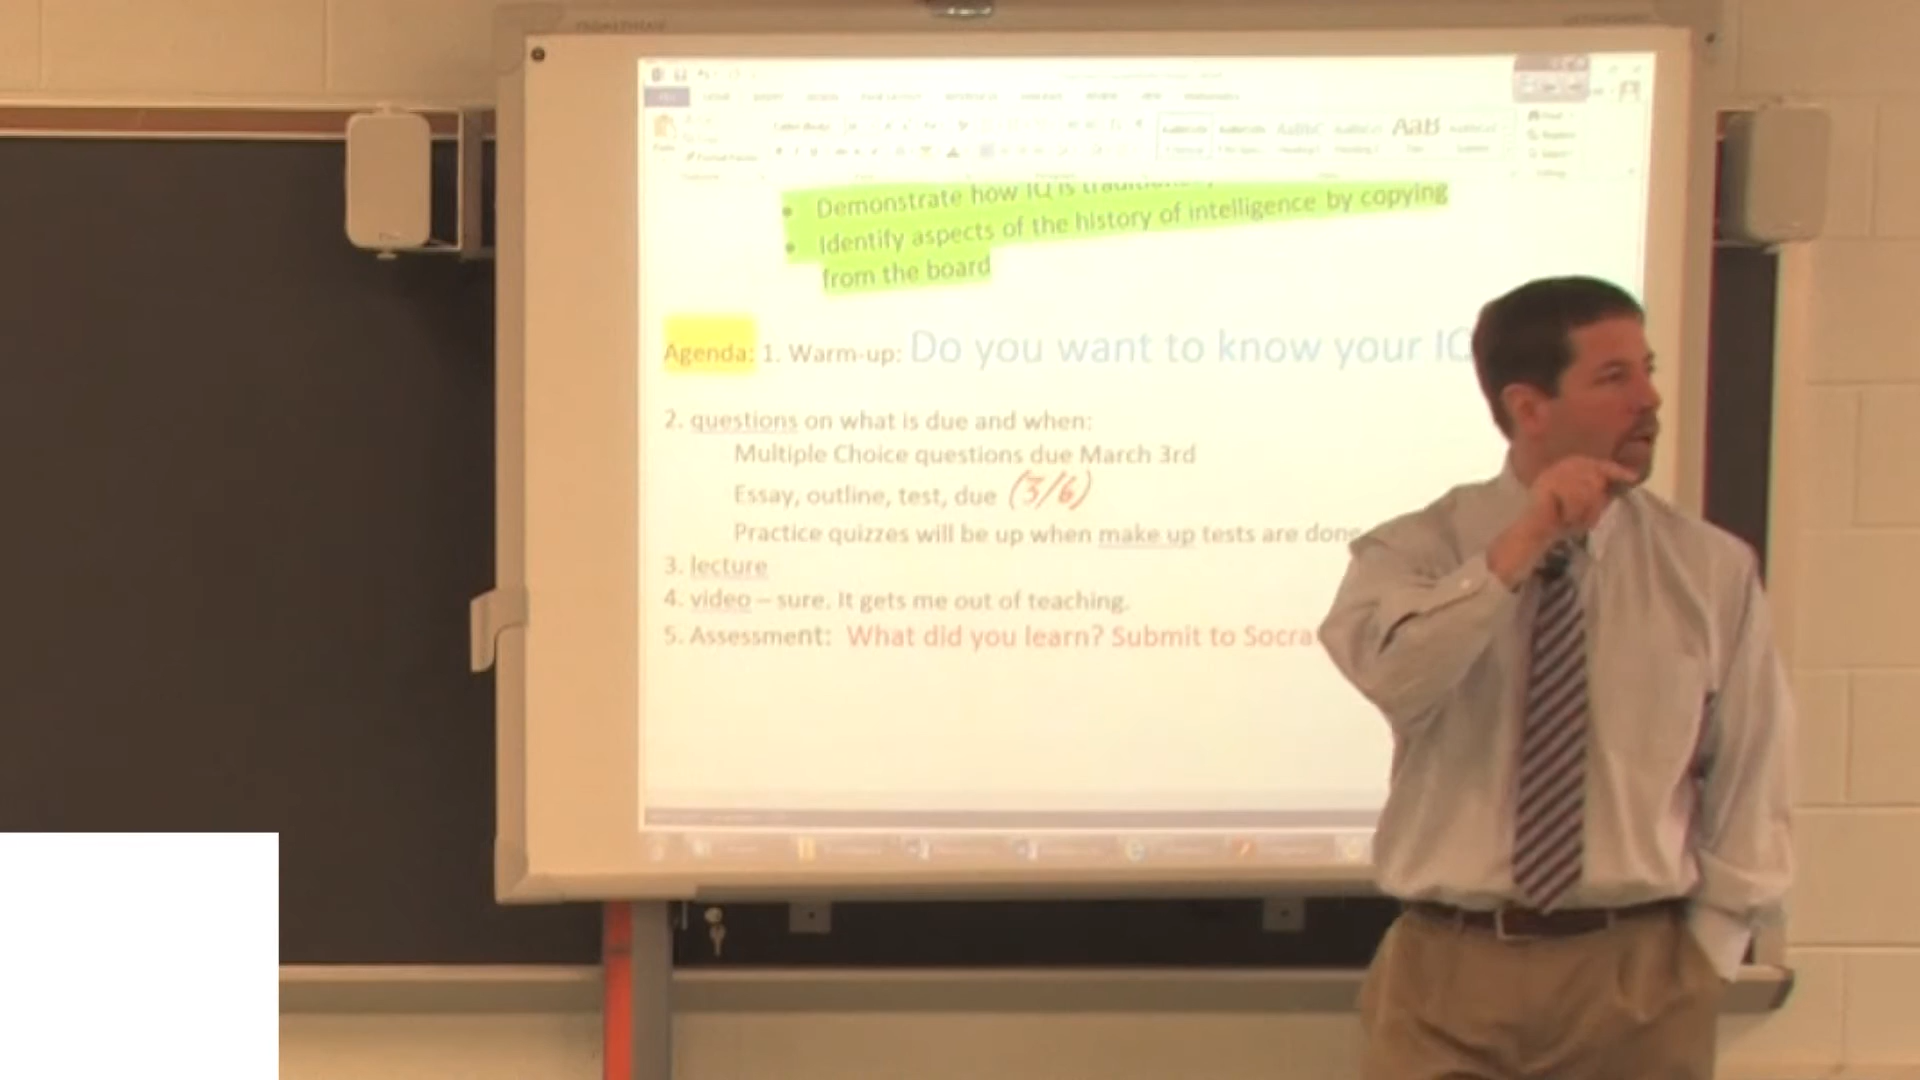 Demonstrate how IQ is
Identify aspects of the history of intelligence by copying
from the board
Agenda: 1. Warm-up: Do you want to know your IQ
2. questions on what is due and when:
Multiple Choice questions due March 3rd
Essay, outline, test, due (3/6)
Practice quizzes will be up when make up tests are done
3. lecture
4. video – sure. It gets me out of teaching.
5. Assessment: What did you learn? Submit to Socra